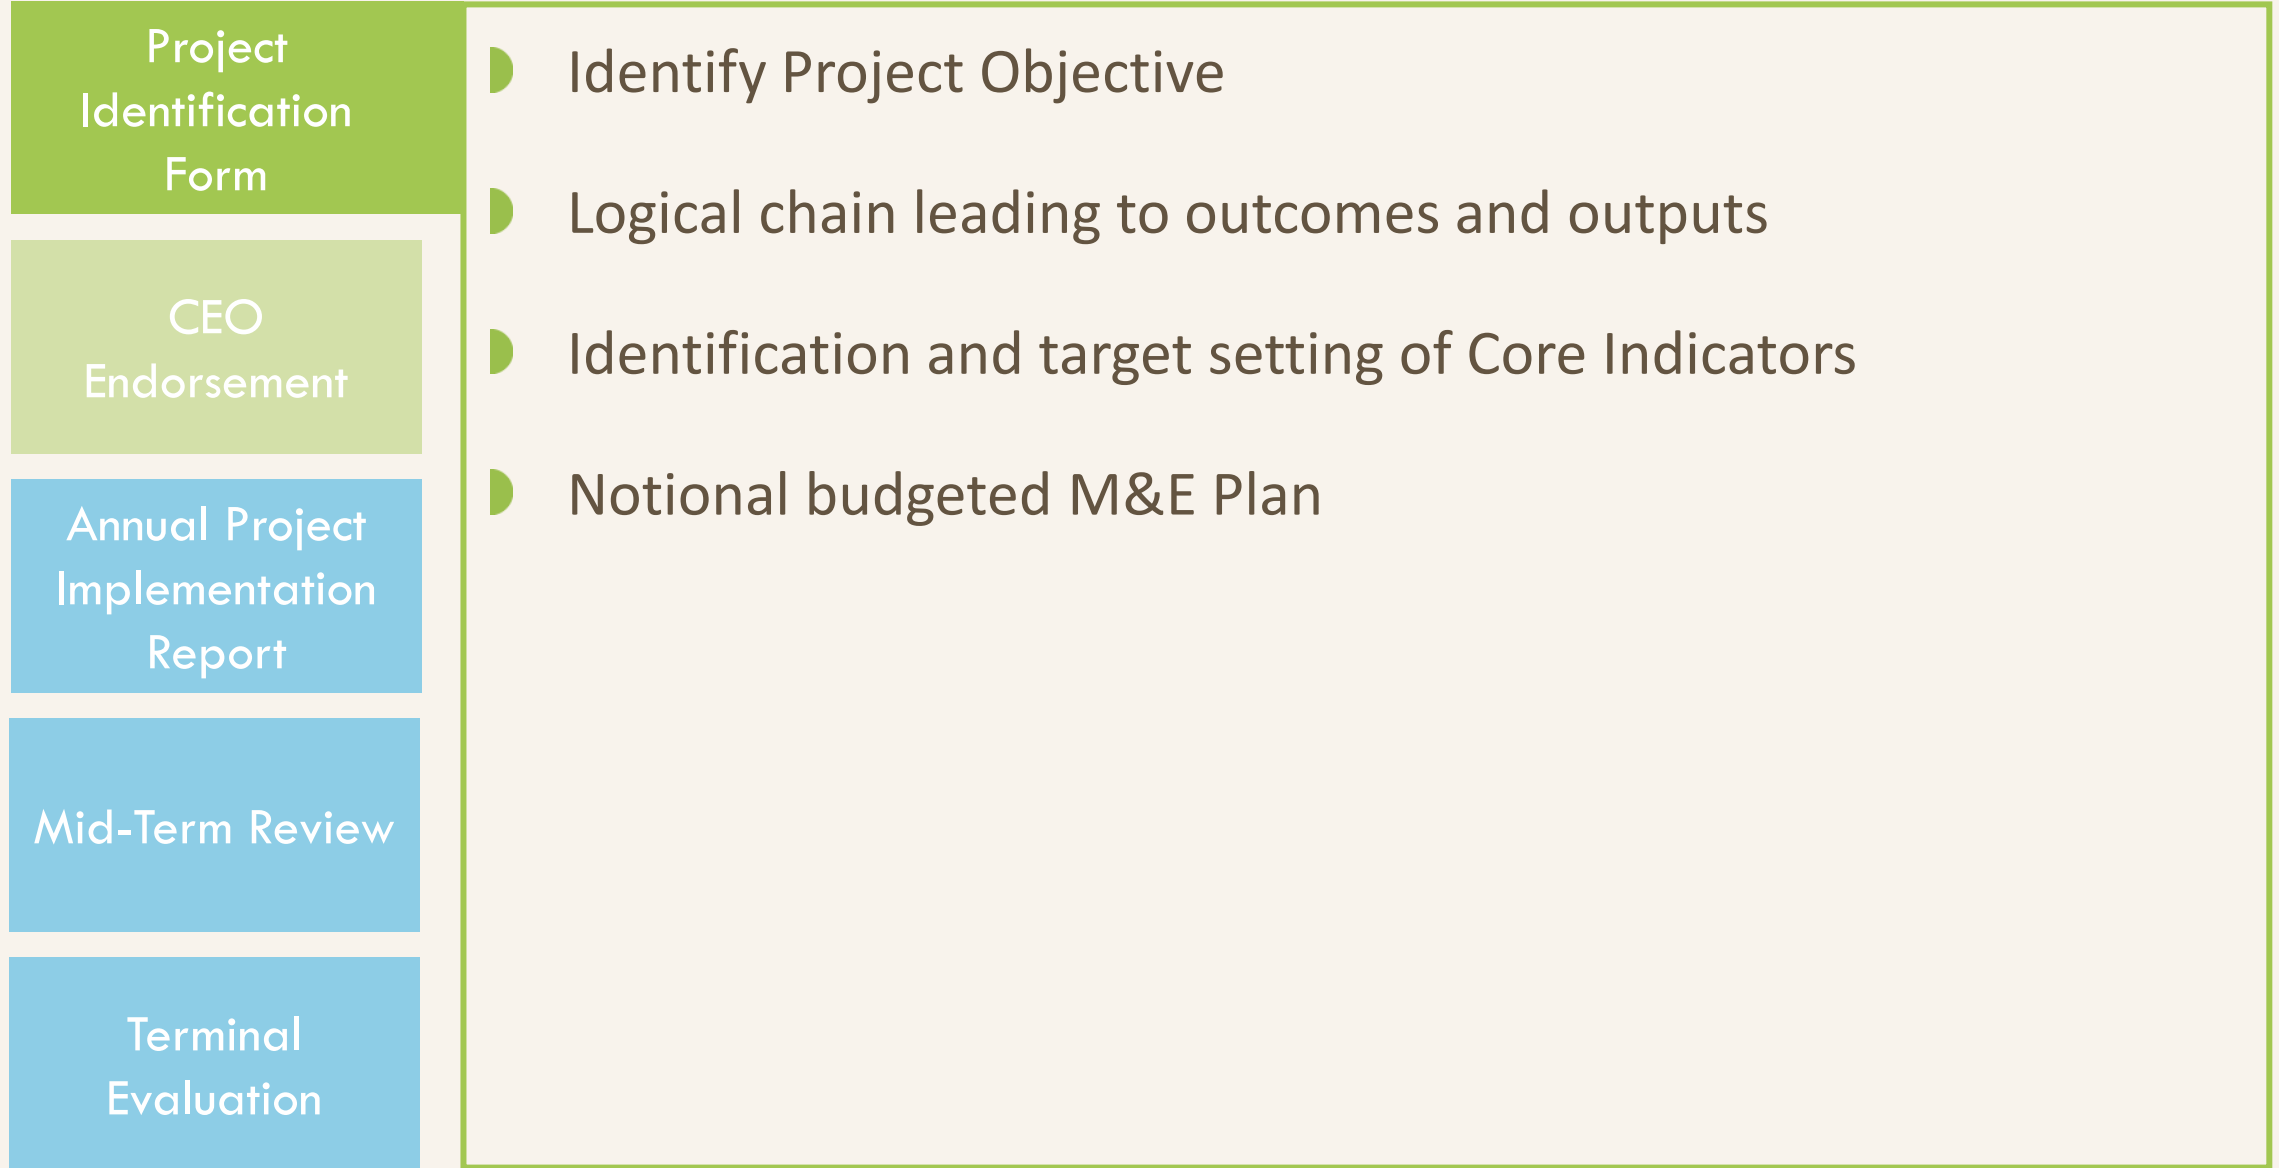 Project
Identification
Form
CEO
Endorsement
Annual Project
Implementation
Report
Mid-Term Review
Terminal
Evaluation
Identify Project Objective
Logical chain leading to outcomes and outputs
Identification and target setting of Core Indicators
Notional budgeted M&E Plan